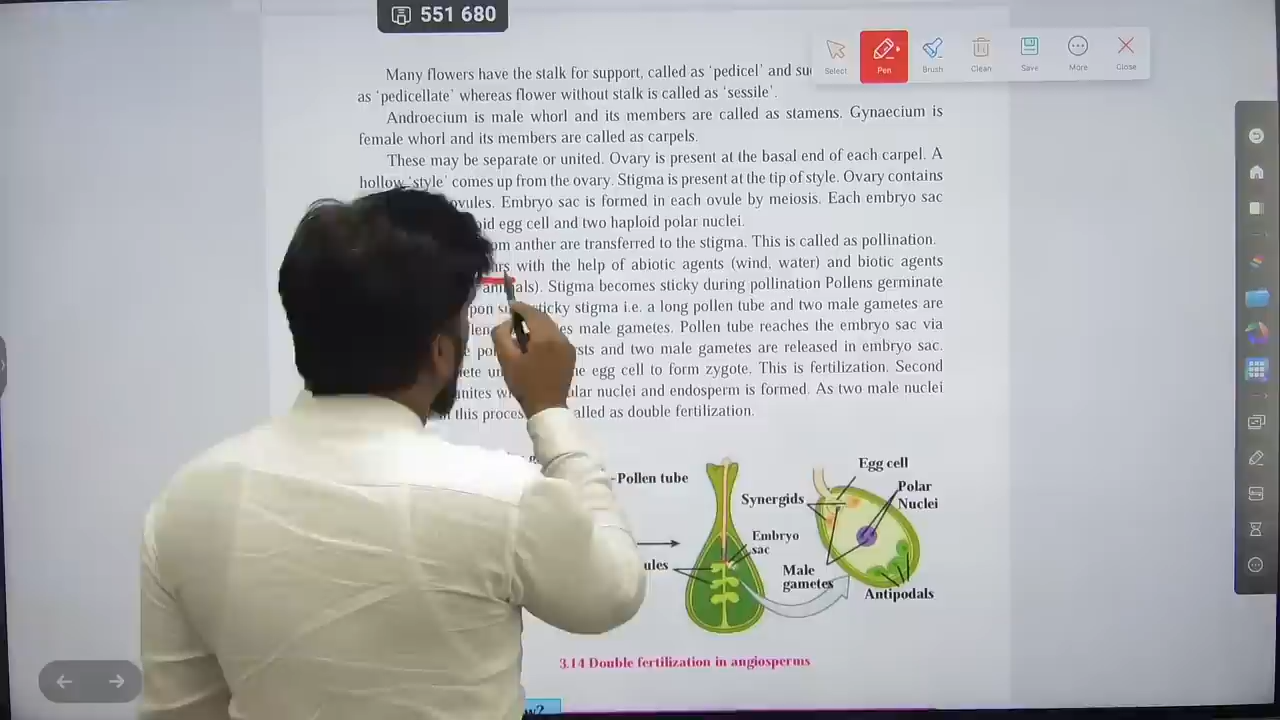 551 680
Select Pen Brush Clean Save More Close
Many flowers have the stalk for support, called as ‘pedicel’ and
as ‘pedicellate’ whereas flower without stalk is called as ‘sessile’.
Androecium is male whorl and its members are called as stamens. Gynaecium is
female whorl and its members are called as carpels.
These may be separate or united. Ovary is present at the basal end of each carpel. A
hollow ‘style’ comes up from the ovary. Stigma is present at the tip of style. Ovary contains
ovules. Embryo sac is formed in each ovule by meiosis. Each embryo sac
egg cell and two haploid polar nuclei.
anther are transferred to the stigma. This is called as pollination.
with the help of abiotic agents (wind, water) and biotic agents
Stigma becomes sticky during pollination Pollens germinate
sticky stigma i.e. a long pollen tube and two male gametes are
male gametes. Pollen tube reaches the embryo sac via
and two male gametes are released in embryo sac.
egg cell to form zygote. This is fertilization. Second
nuclei and endosperm is formed. As two male nuclei
this called as double fertilization.
Egg cell
Pollen tube
Polar
Nuclei
Synergids
Embryo
sac
Male
gametes
Antipodals
3.14 Double fertilization in angiosperms